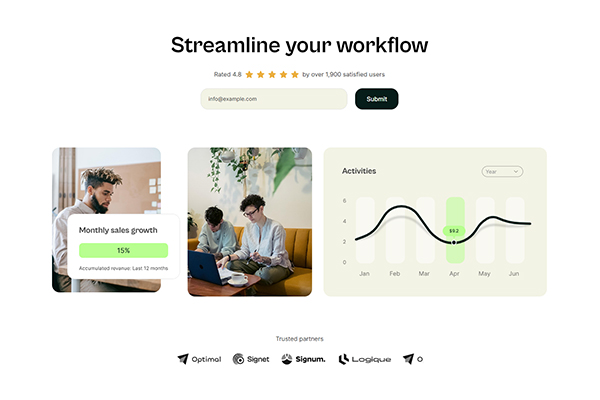 Streamline your workflow
Rated 4.8 by over 1,900 satisfied users
info@example.com Submit
Monthly sales growth
15%
Accumulated revanue: Last 12 months
Activities
Year
6
4
2
0
$9.2
Jan Feb Mar Apr May Jun
Trusted partners
Optimal Signet Signum. Logique O